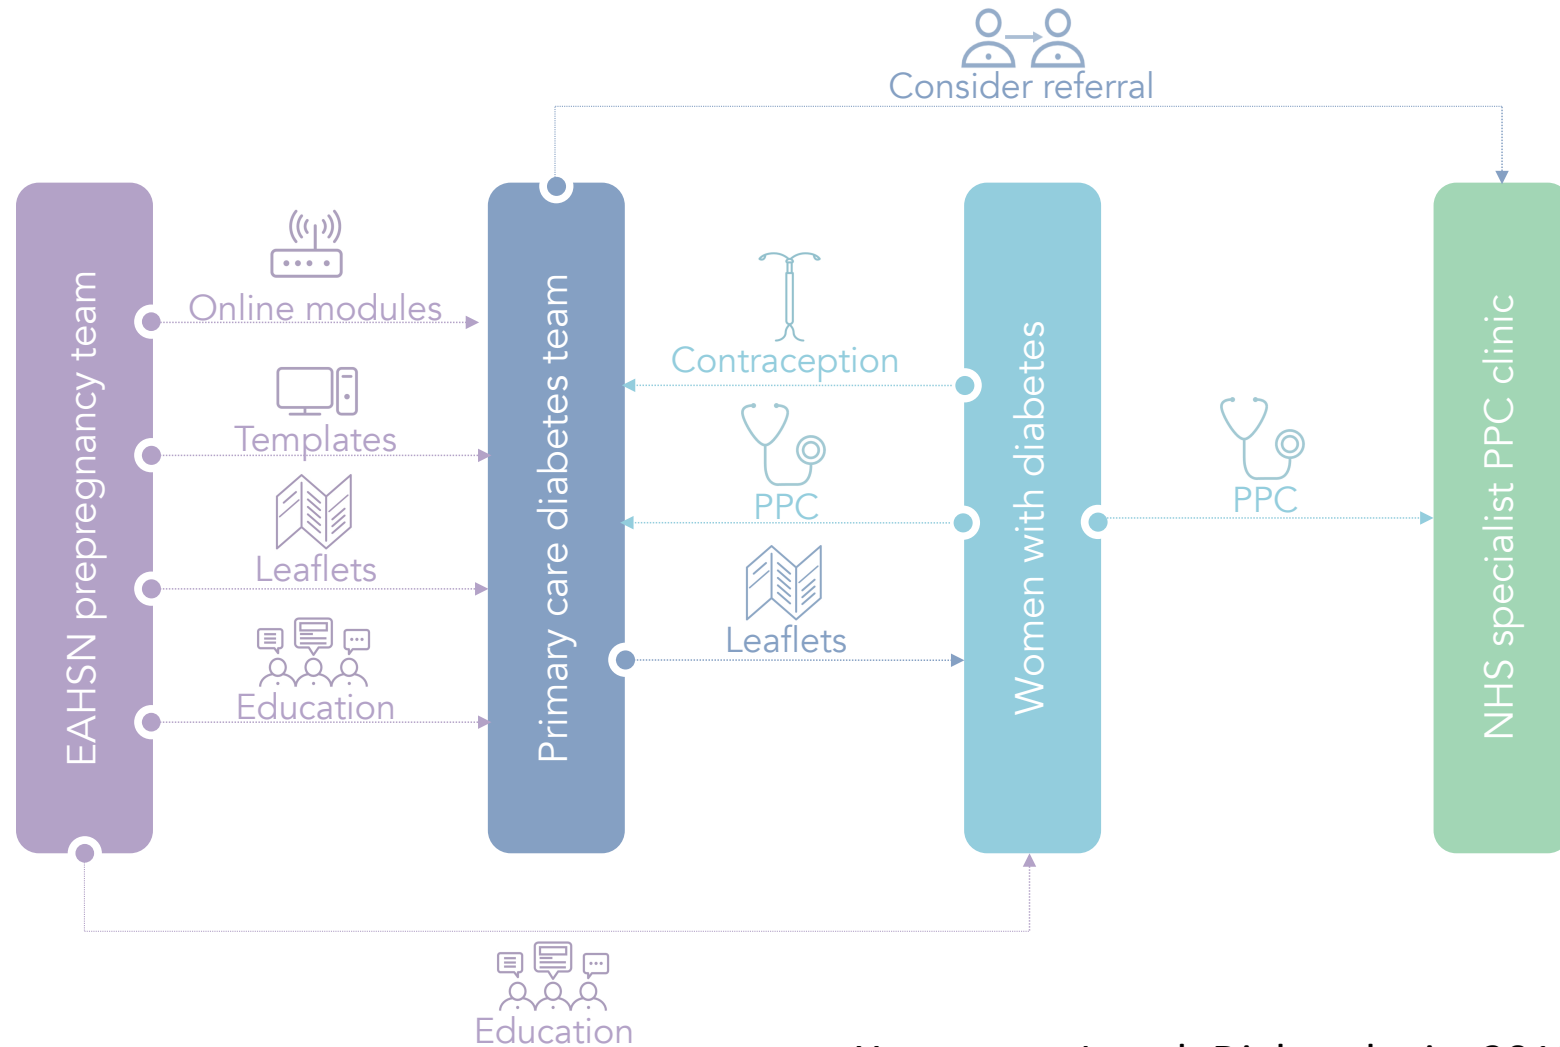 Consider referral
EAHSN prepregnancy team
Online modules
Templates
Leaflets
Education
Primary care diabetes team
Contraception
PPC
Leaflets
Women with diabetes
PPC
NHS specialist PPC clinic
Education